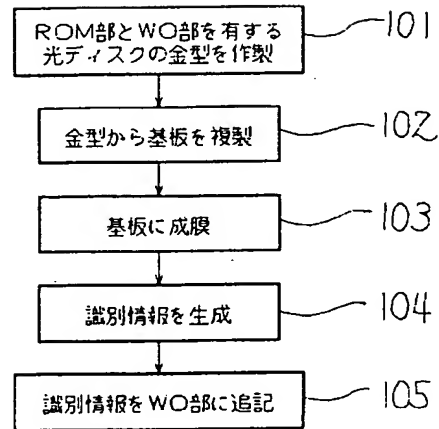 ROM部とWO部を有する
光ディスクの金型を作製
101
金型から基板を複製
102
基板に成膜
103
識別情報を生成
104
識別情報をWO部に追記
105